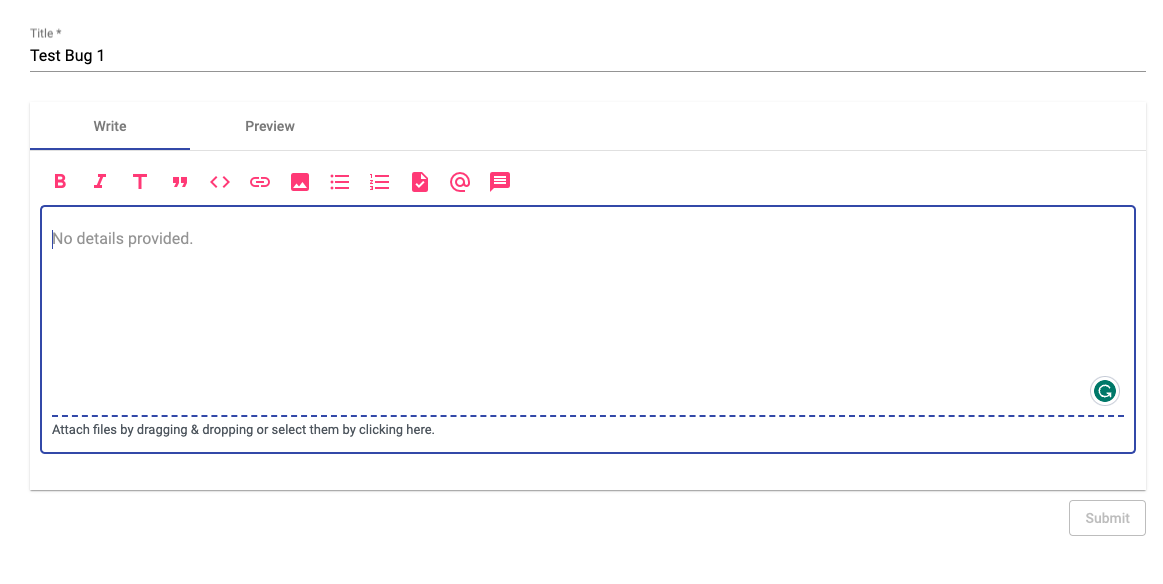 Title *
Test Bug 1
Write Preview
No details provided.
Attach files by dragging & dropping or select them by clicking here.
Submit